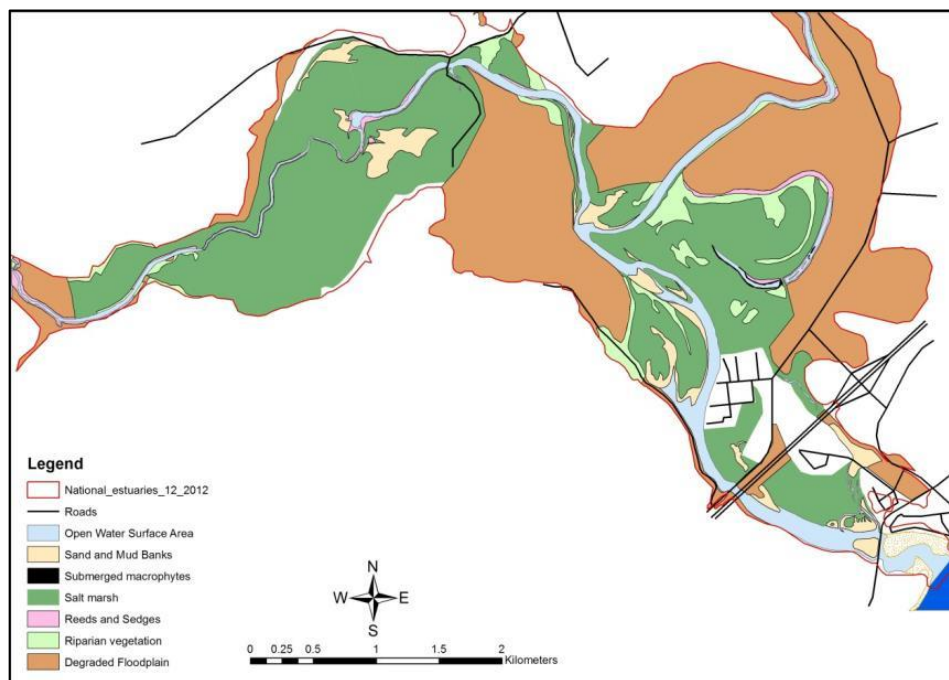 Legend
National_estuaries_12_2012
Roads
Open Water Surface Area
Sand and Mud Banks
Submerged macrophytes
Salt marsh
Reeds and Sedges
Riparian vegetation
Degraded Floodplain
N
W E
S
0 0.25 0.5 1 1.5 2
Kilometers